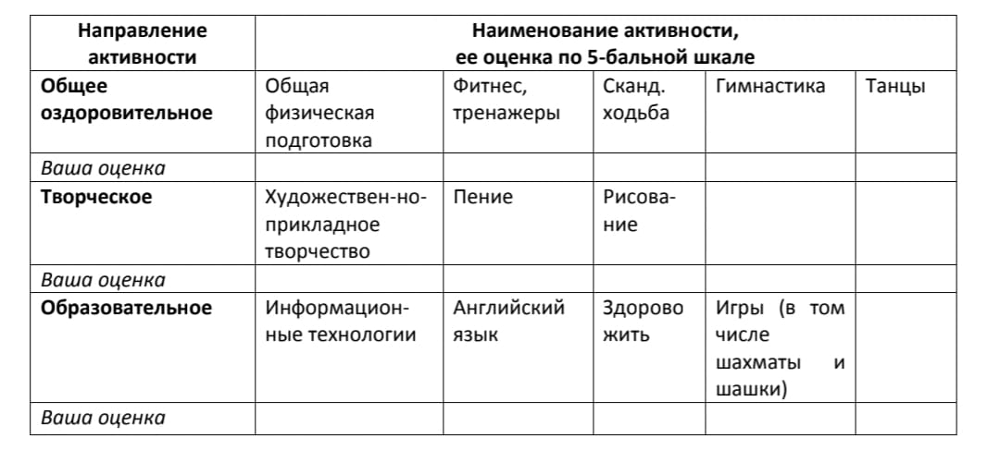 Направление активности | Наименование активности,
ее оценка по 5-бальной шкале
Общее оздоровительное | Общая физическая подготовка | Фитнес, тренажеры | Сканд. ходьба | Гимнастика | Танцы
Ваша оценка
Творческое | Художествен-но-прикладное творчество | Пение | Рисова-ние
Ваша оценка
Образовательное | Информацион-ные технологии | Английский язык | Здорово жить | Игры (в том числе шахматы и шашки)
Ваша оценка